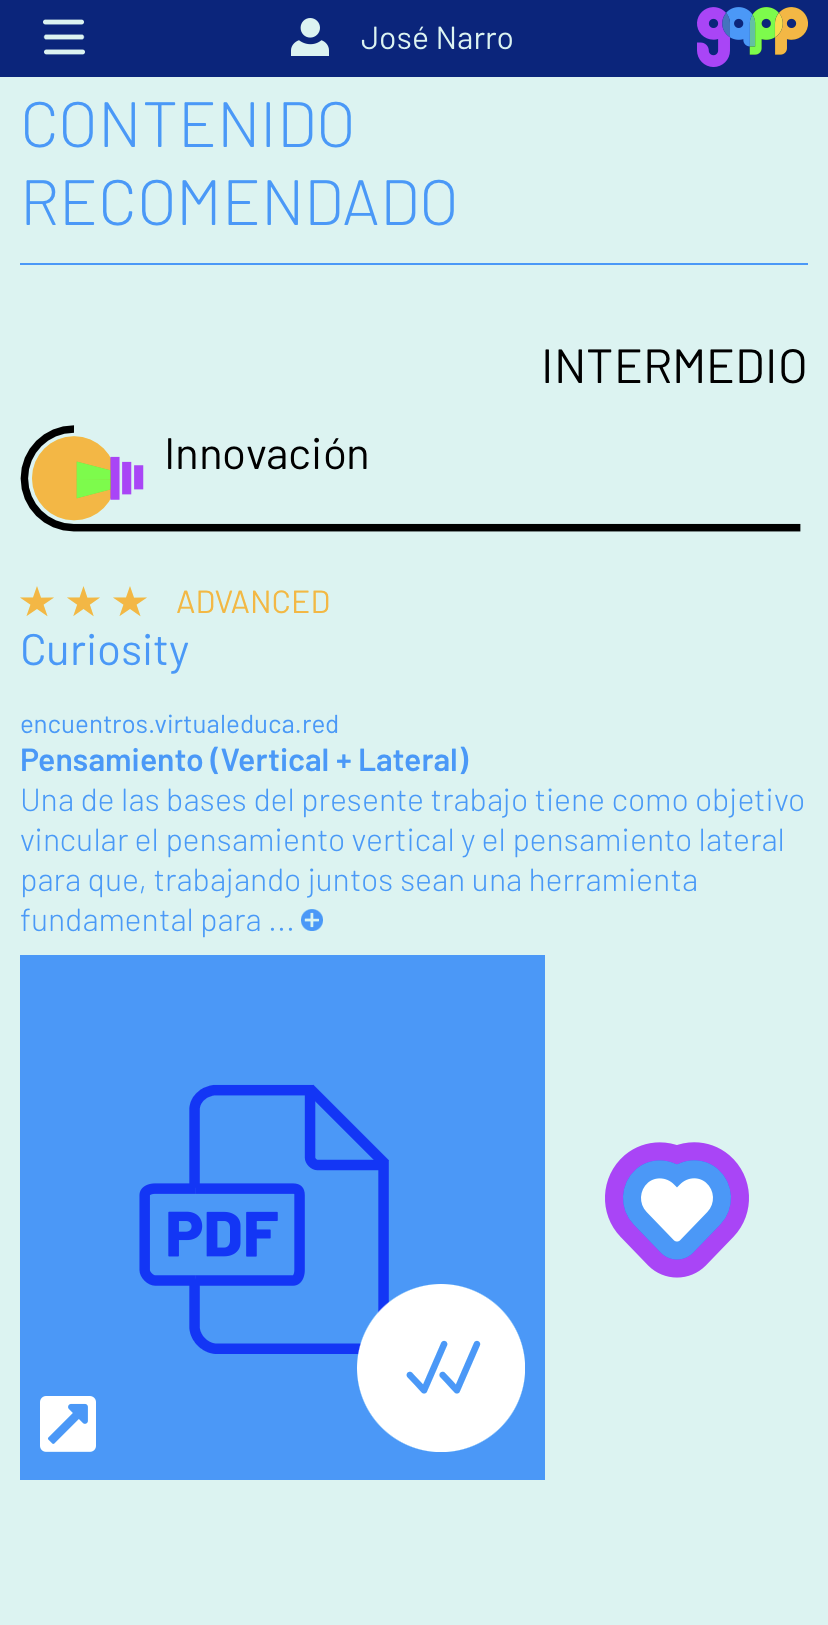 José Narro
gapp
CONTENIDO
RECOMENDADO
INTERMEDIO
Innovación
ADVANCED
Curiosity
encuentros.virtualeduca.red
Pensamiento (Vertical + Lateral)
Una de las bases del presente trabajo tiene como objetivo
vincular el pensamiento vertical y el pensamiento lateral
para que, trabajando juntos sean una herramienta
fundamental para ...
PDF